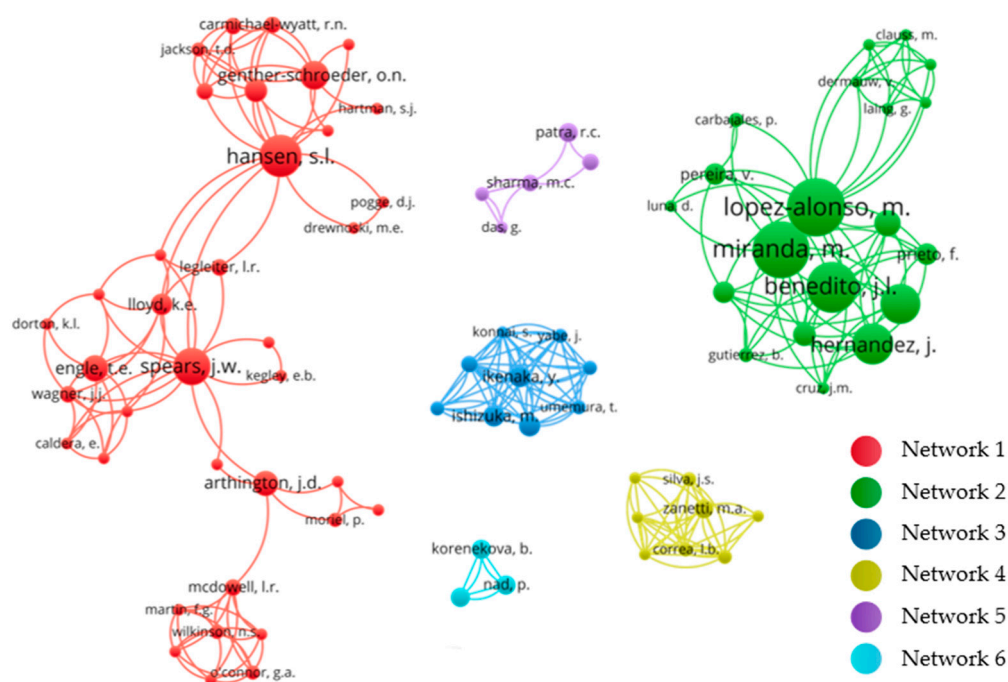 carmichael-wyatt, r.n.
jackson, t.d.
genther-schroeder, o.n.
hartman, s.j.
hansen, s.l.
pogge, d.j.
drewnoski, m.e.
legleiter, l.r.
lloyd, k.e.
dorton, k.l.
engle, t.e.
spears, j.w.
kegley, e.b.
wagner, j.j.
caldera, e.
arthington, j.d.
moriel, p.
mcdowell, l.r.
martin, f.g.
wilkinson, n.s.
o'connor, g.a.
patra, r.c.
sharma, m.c.
das, g.
konnai, s.
yabe, j.
ikenaka, y.
ishizuka, m.
umemura, t.
korenekova, b.
nad, p.
clauss, m.
dermauw, v.
laing, g.
carbajales, p.
pereira, v.
luna, d.
lopez-alonso, m.
miranda, m.
prieto, f.
benedito, j.l.
hernandez, j.
gutierrez, b.
cruz, j.m.
silva, j.s.
zanetti, m.a.
correa, l.b.
Network 1
Network 2
Network 3
Network 4
Network 5
Network 6